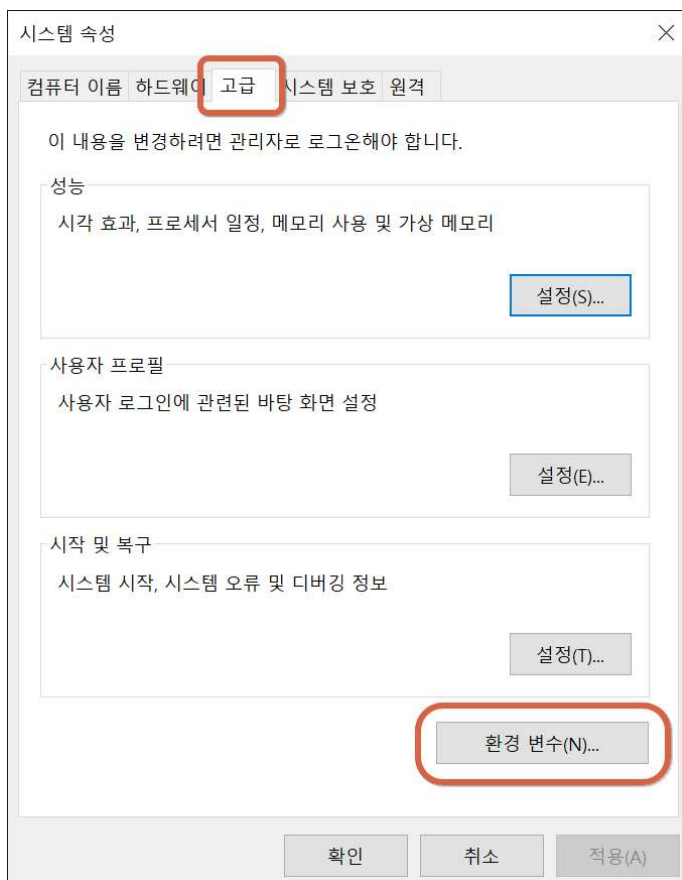 시스템 속성
컴퓨터 이름 하드웨어 고급 시스템 보호 원격
이 내용을 변경하려면 관리자로 로그온해야 합니다.
성능
시각 효과, 프로세서 일정, 메모리 사용 및 가상 메모리
설정(S)...
사용자 프로필
사용자 로그인에 관련된 바탕 화면 설정
설정(E)...
시작 및 복구
시스템 시작, 시스템 오류 및 디버깅 정보
설정(T)...
환경 변수(N)...
확인 취소 적용(A)